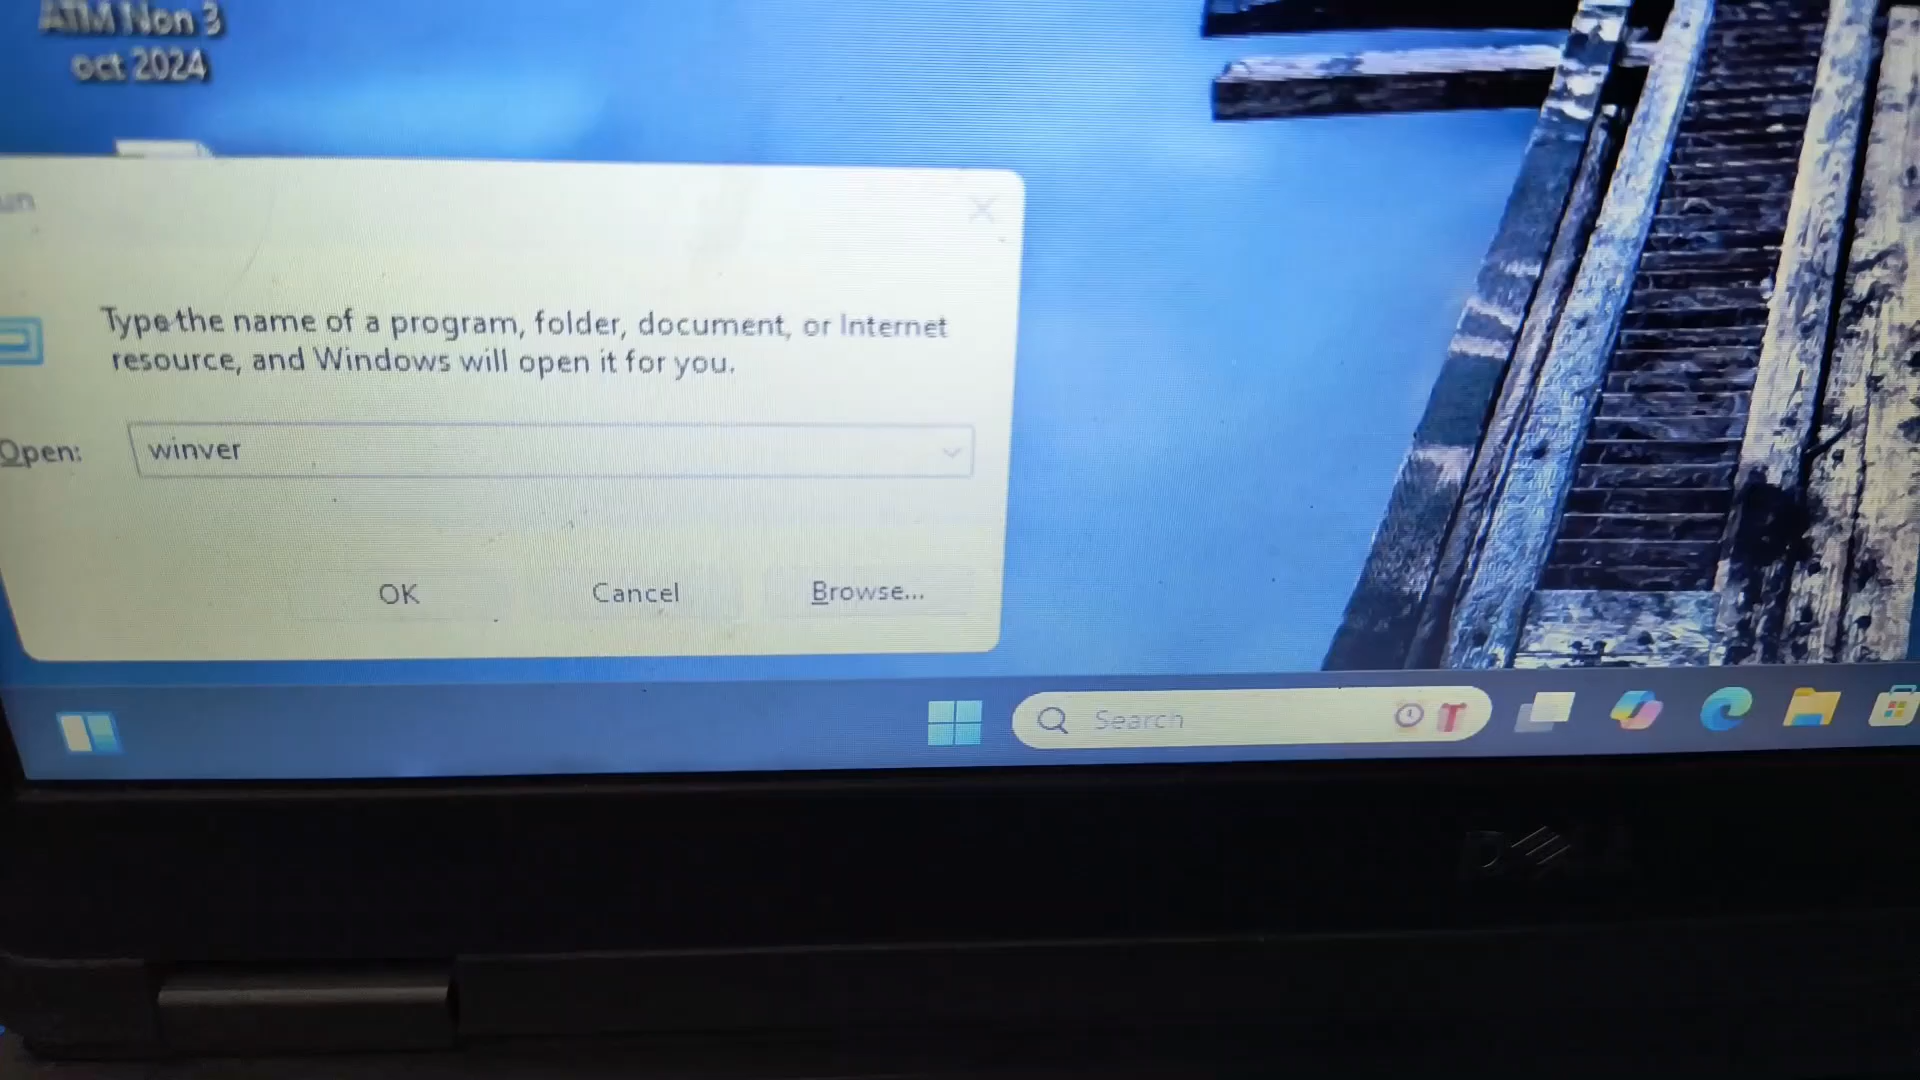 ATM Non 3
oct 2024
Type the name of a program, folder, document, or Internet
resource, and Windows will open it for you.
Open:
winver
OK
Cancel
Browse...
Search
DELL